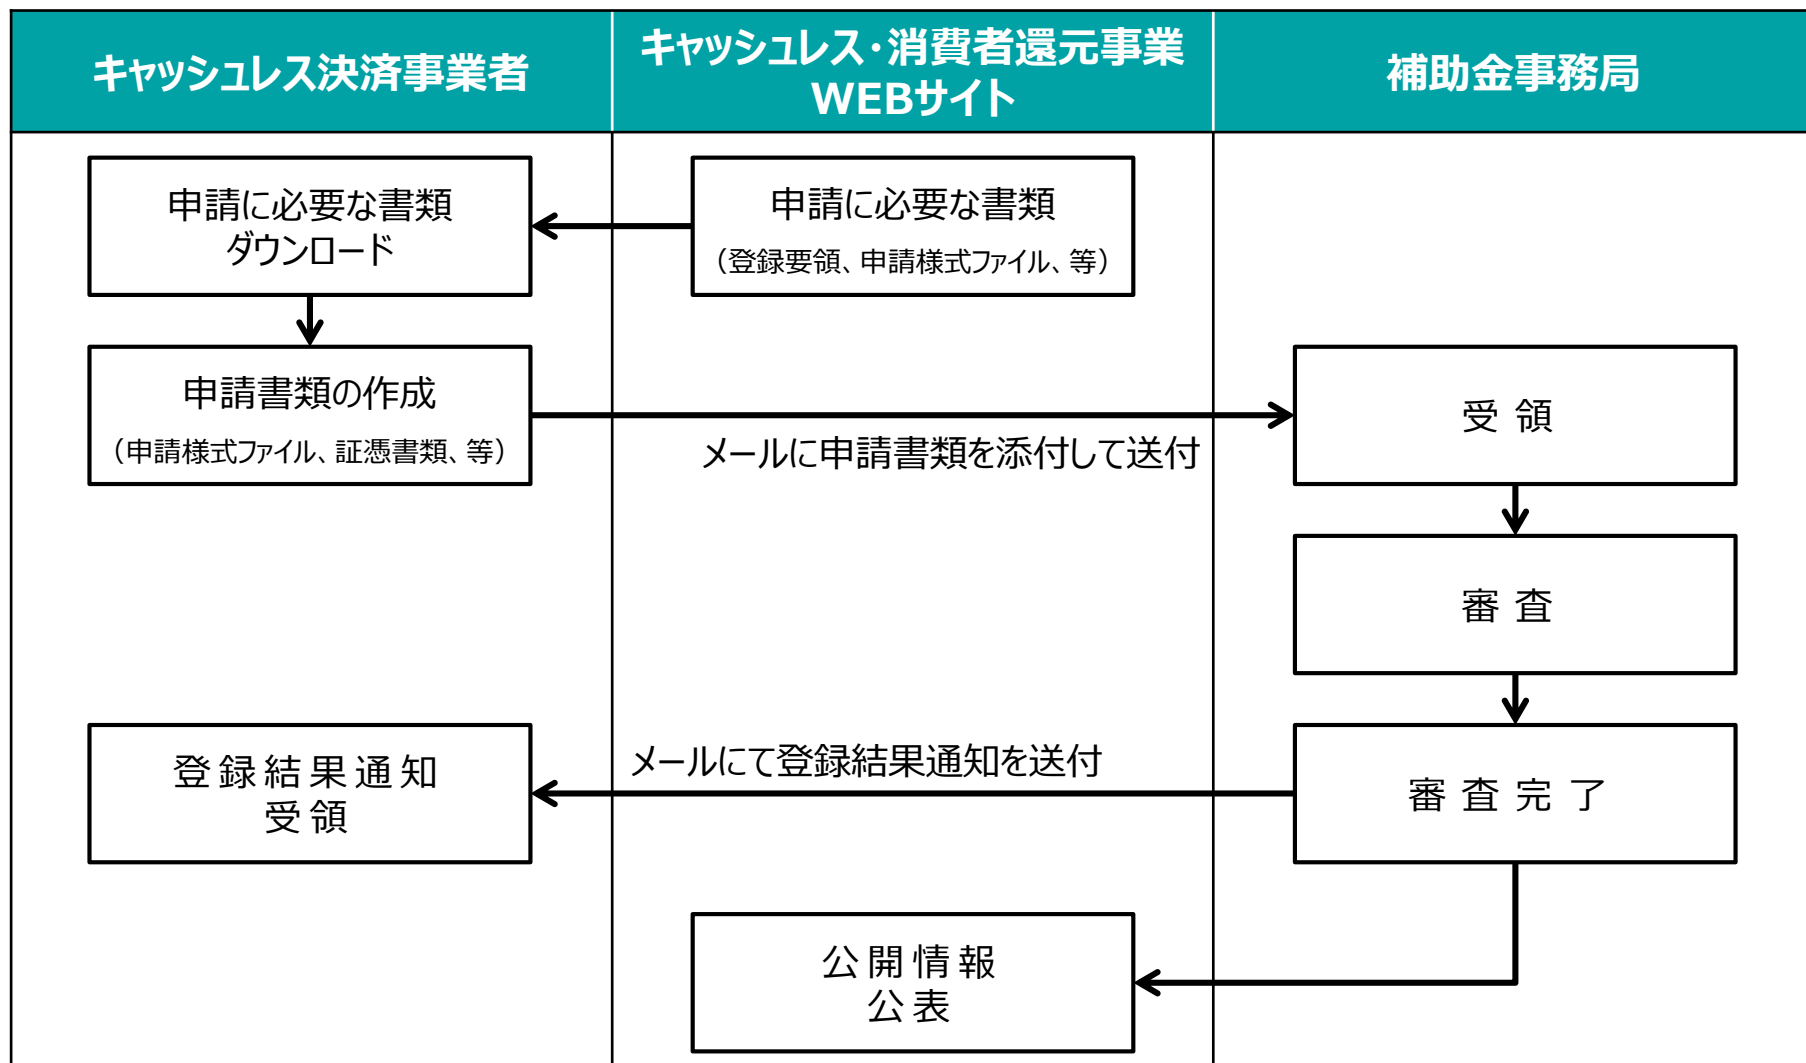 キャッシュレス決済事業者
キャッシュレス・消費者還元事業
WEBサイト
補助金事務局
申請に必要な書類
ダウンロード
申請に必要な書類
（登録要領、申請様式ファイル、等）
申請書類の作成
（申請様式ファイル、証憑書類、等）
メールに申請書類を添付して送付
受領
審査
登録結果通知
受領
メールにて登録結果通知を送付
審査完了
公開情報
公表